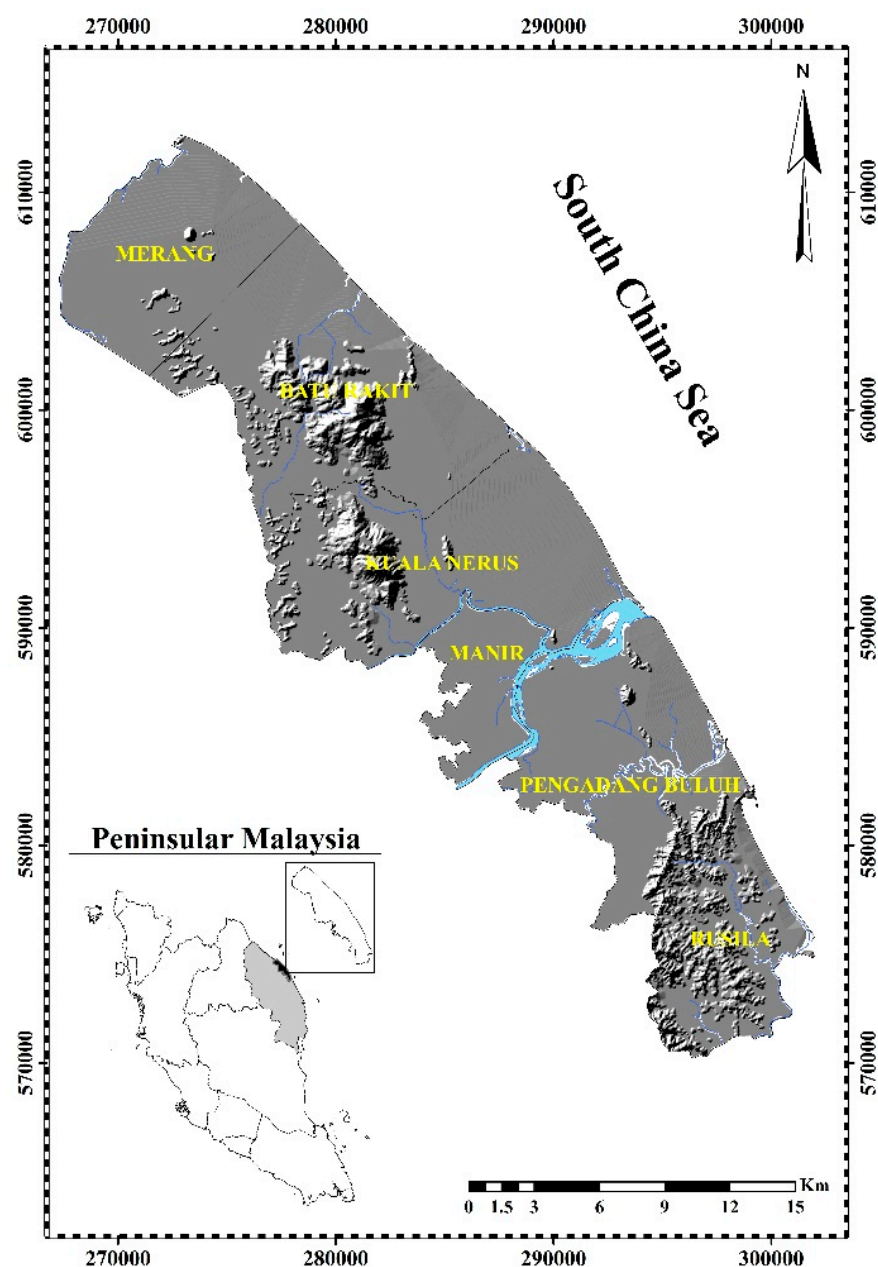 270000 280000 290000 300000
N
610000 610000
South China Sea
MERANG
BATU RAKIT
600000 600000
KUALA NERUS
590000 590000
MANIR
PENGADANG BULUH
Peninsular Malaysia
580000 580000
RUSILA
570000 570000
Km
0 1.5 3 6 9 12 15
270000 280000 290000 300000